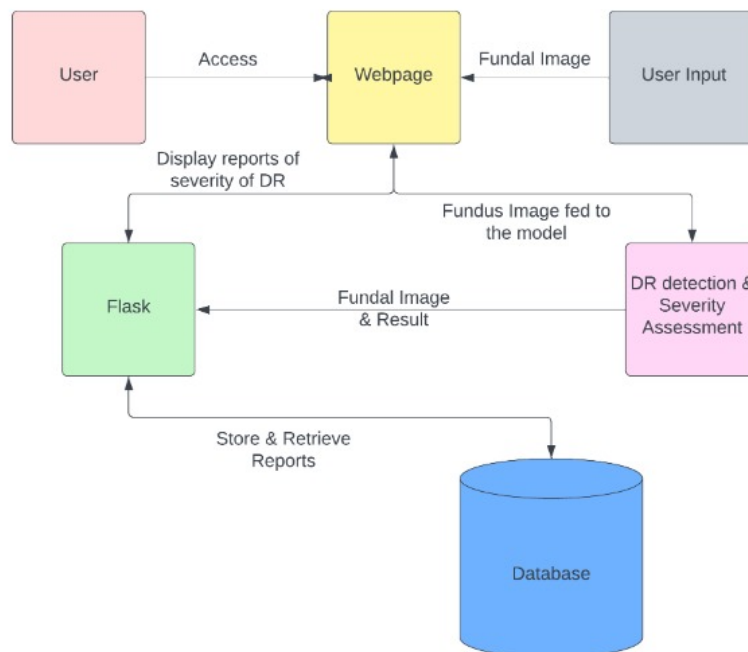 User
Access
Webpage
Fundal Image
User Input
Display reports of
severity of DR
Fundus Image fed to
the model
Flask
Fundal Image
& Result
DR detection &
Severity
Assessment
Store & Retrieve
Reports
Database